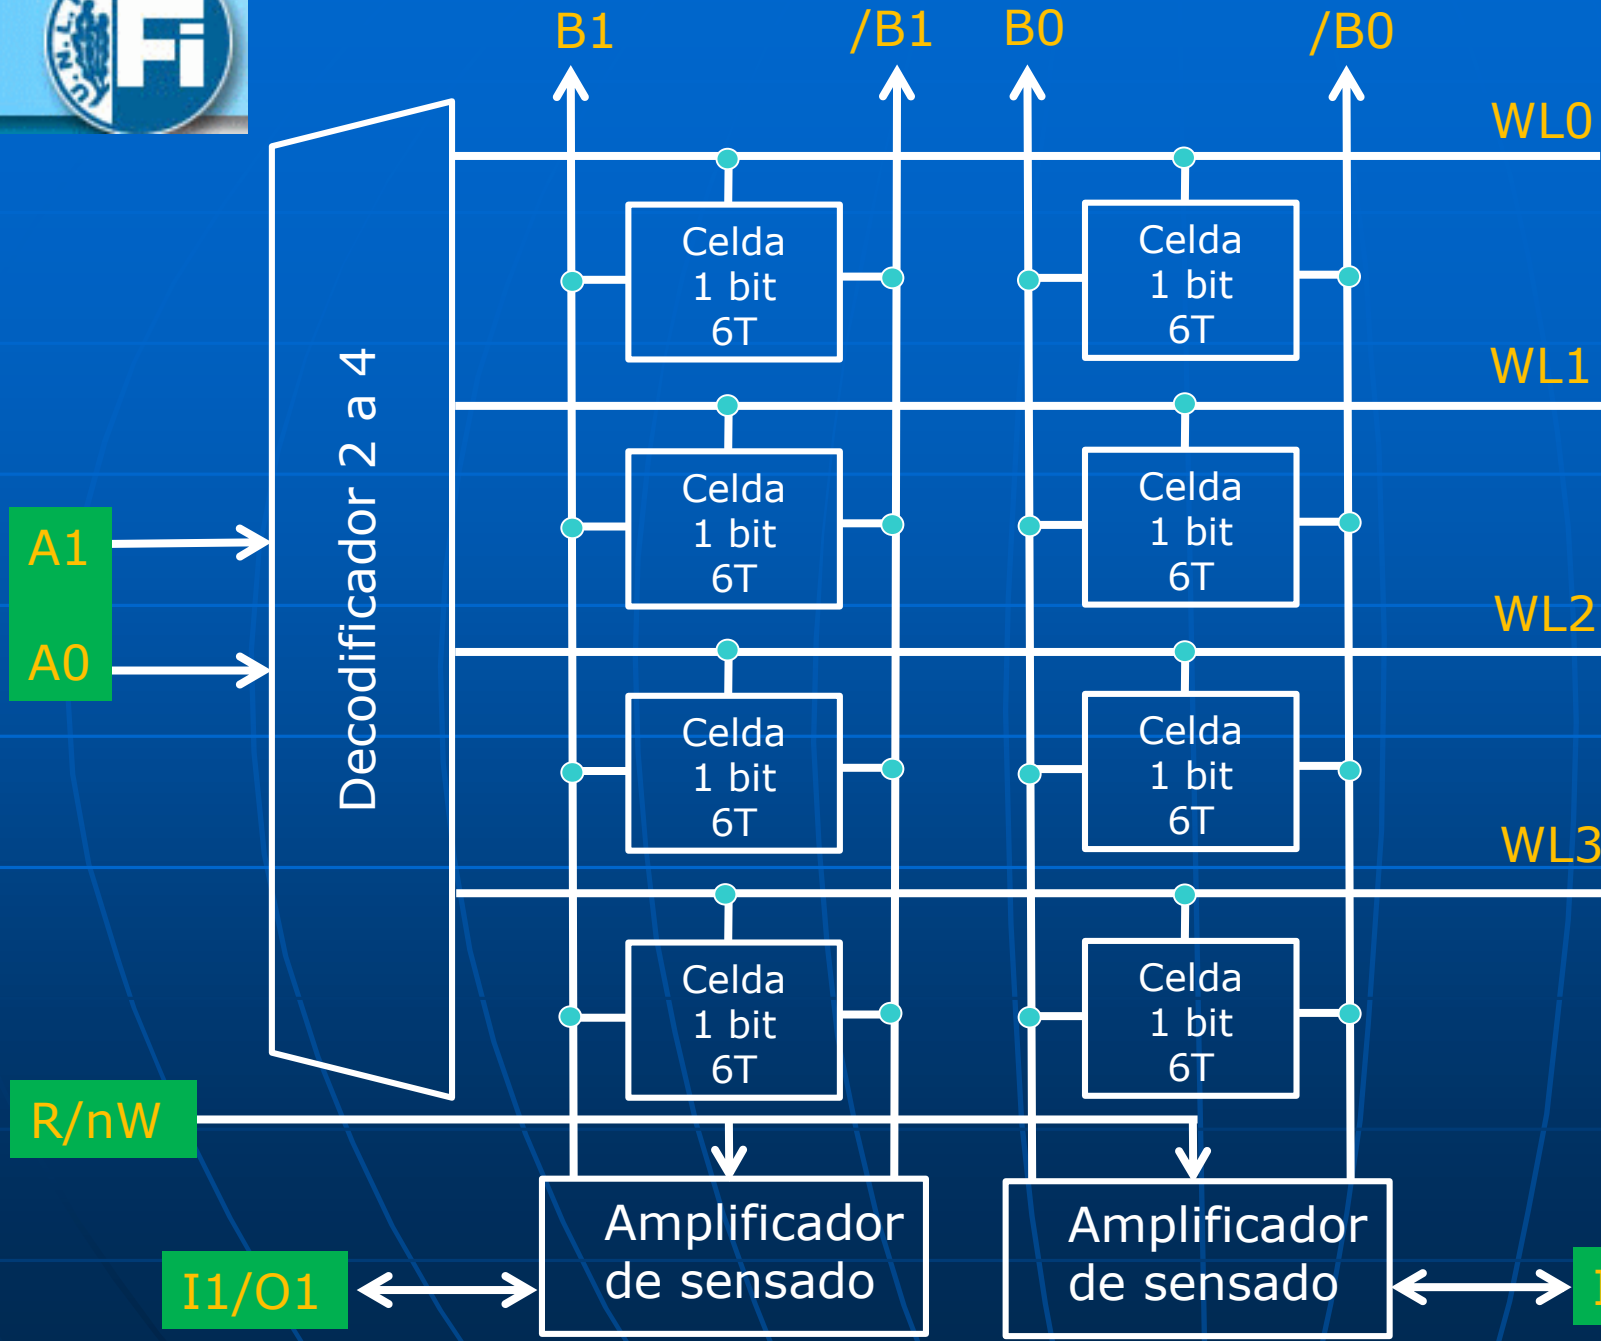 U.N.L.
Fi
B1
/B1
B0
/B0
WL0
Celda
1 bit
6T
Celda
1 bit
6T
WL1
Celda
1 bit
6T
Celda
1 bit
6T
WL2
Celda
1 bit
6T
Celda
1 bit
6T
WL3
Celda
1 bit
6T
Celda
1 bit
6T
Decodificador 2 a 4
A1
A0
R/nW
Amplificador
de sensado
Amplificador
de sensado
I1/O1